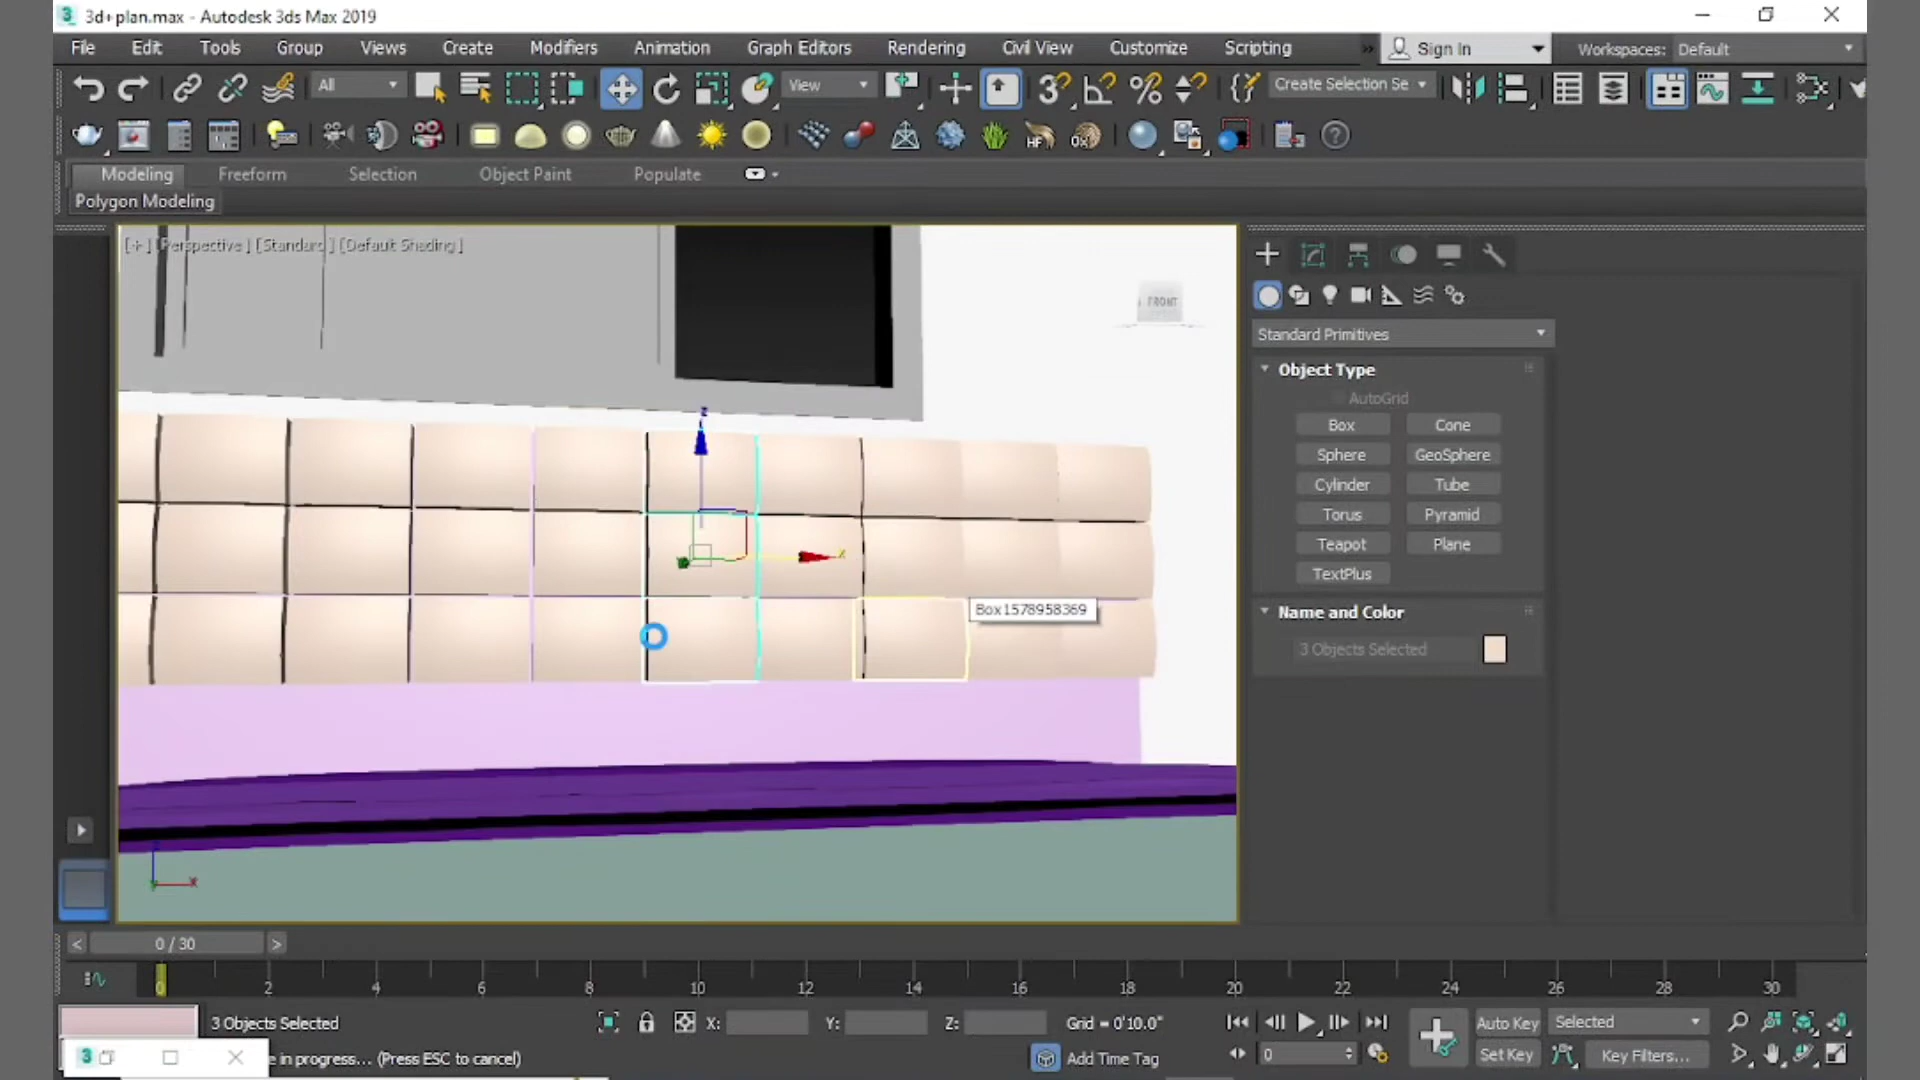 3d+plan.max - Autodesk 3ds Max 2019
File Edit Tools Group Views Create Modifiers Animation Graph Editors Rendering Civil View Customize Scripting » Sign In Workspaces: Default
All View 3 Create Selection Se
HF OX
Modeling Freeform Selection Object Paint Populate
Polygon Modeling
[+] [Perspective ] [Standard ] [Default Shading ]
FRONT
z
x
Box1578958369
x
Standard Primitives
Object Type
AutoGrid
Box Cone
Sphere GeoSphere
Cylinder Tube
Torus Pyramid
Teapot Plane
TextPlus
Name and Color
3 Objects Selected
< 0 / 30 >
0 2 4 6 8 10 12 14 16 18 20 22 24 26 28 30
3 Objects Selected X: Y: Z: Grid = 0'10.0" Auto Key Selected
3 e in progress... (Press ESC to cancel) Add Time Tag 0 Set Key Key Filters...